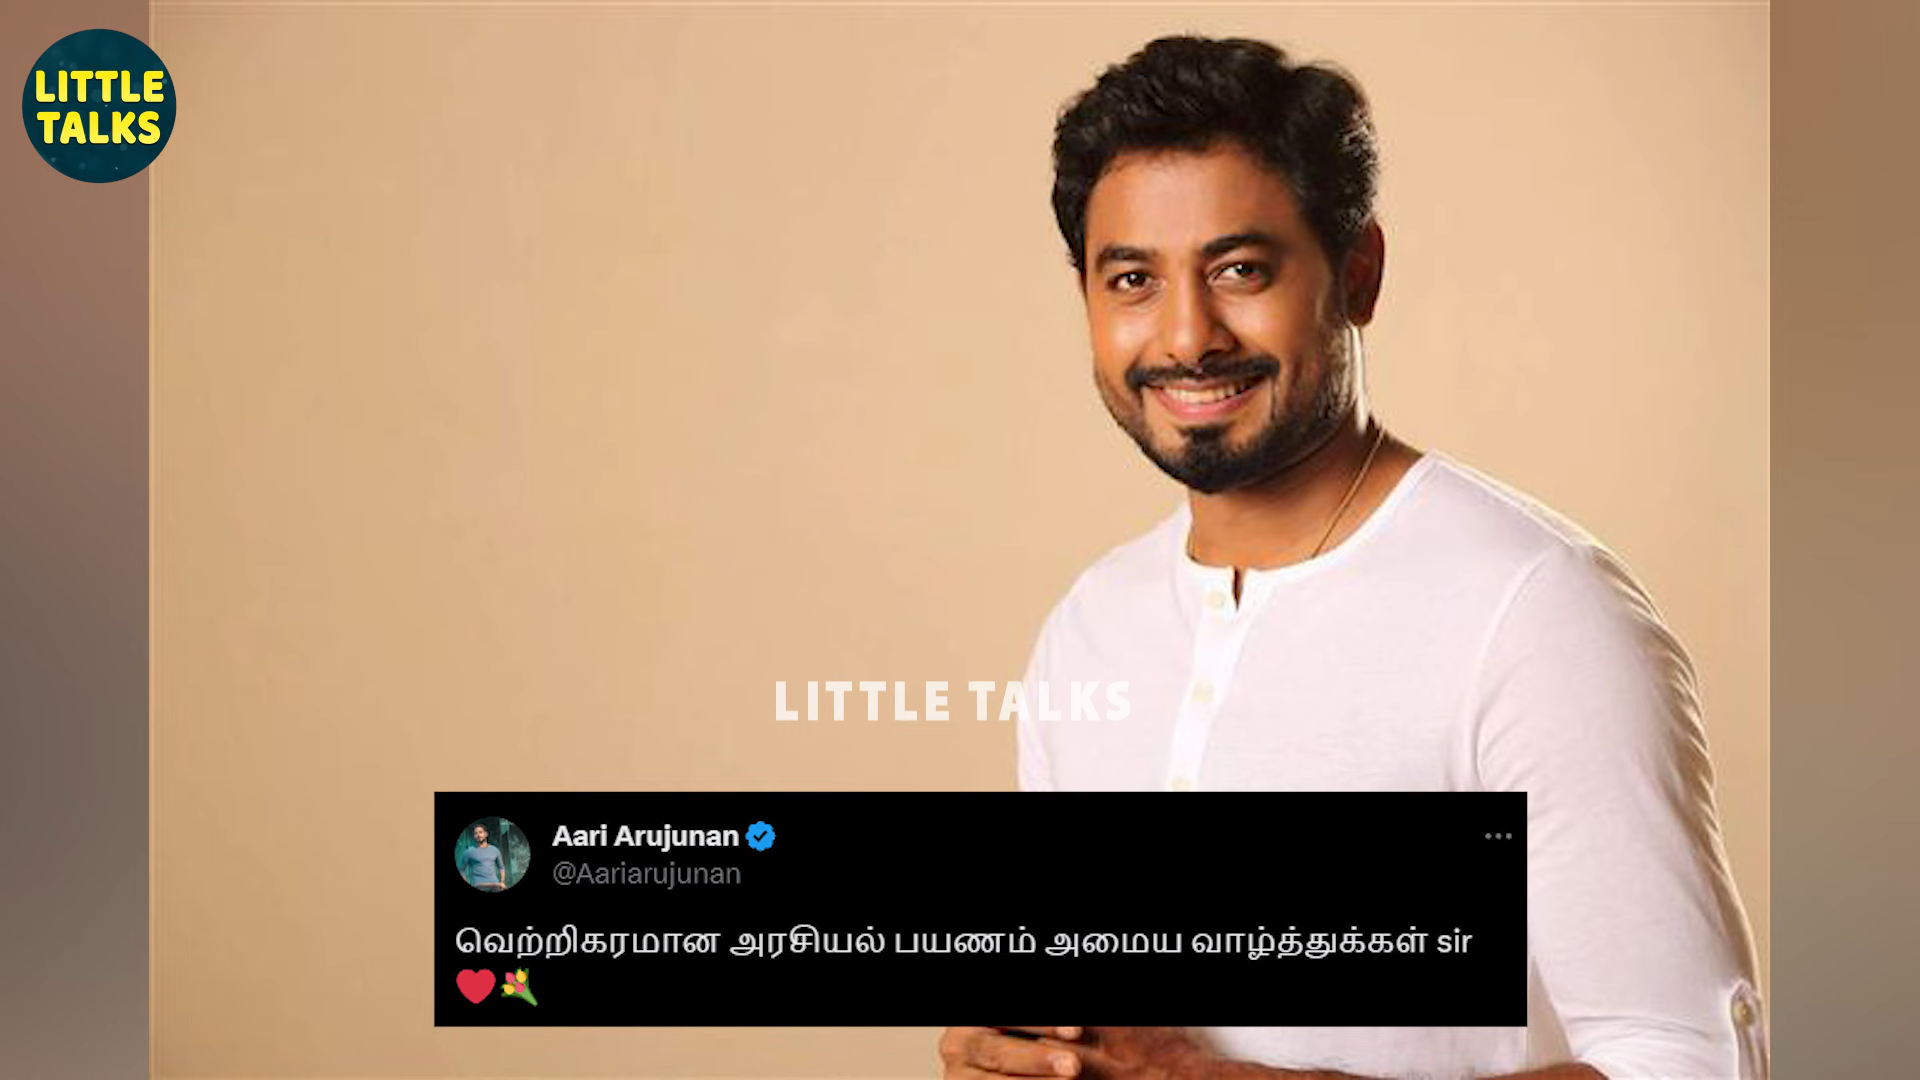 LITTLE
TALKS
LITTLE TALKS
Aari Arujunan
@Aariarujunan
வெற்றிகரமான அரசியல் பயணம் அமைய வாழ்த்துக்கள் sir
❤️💐